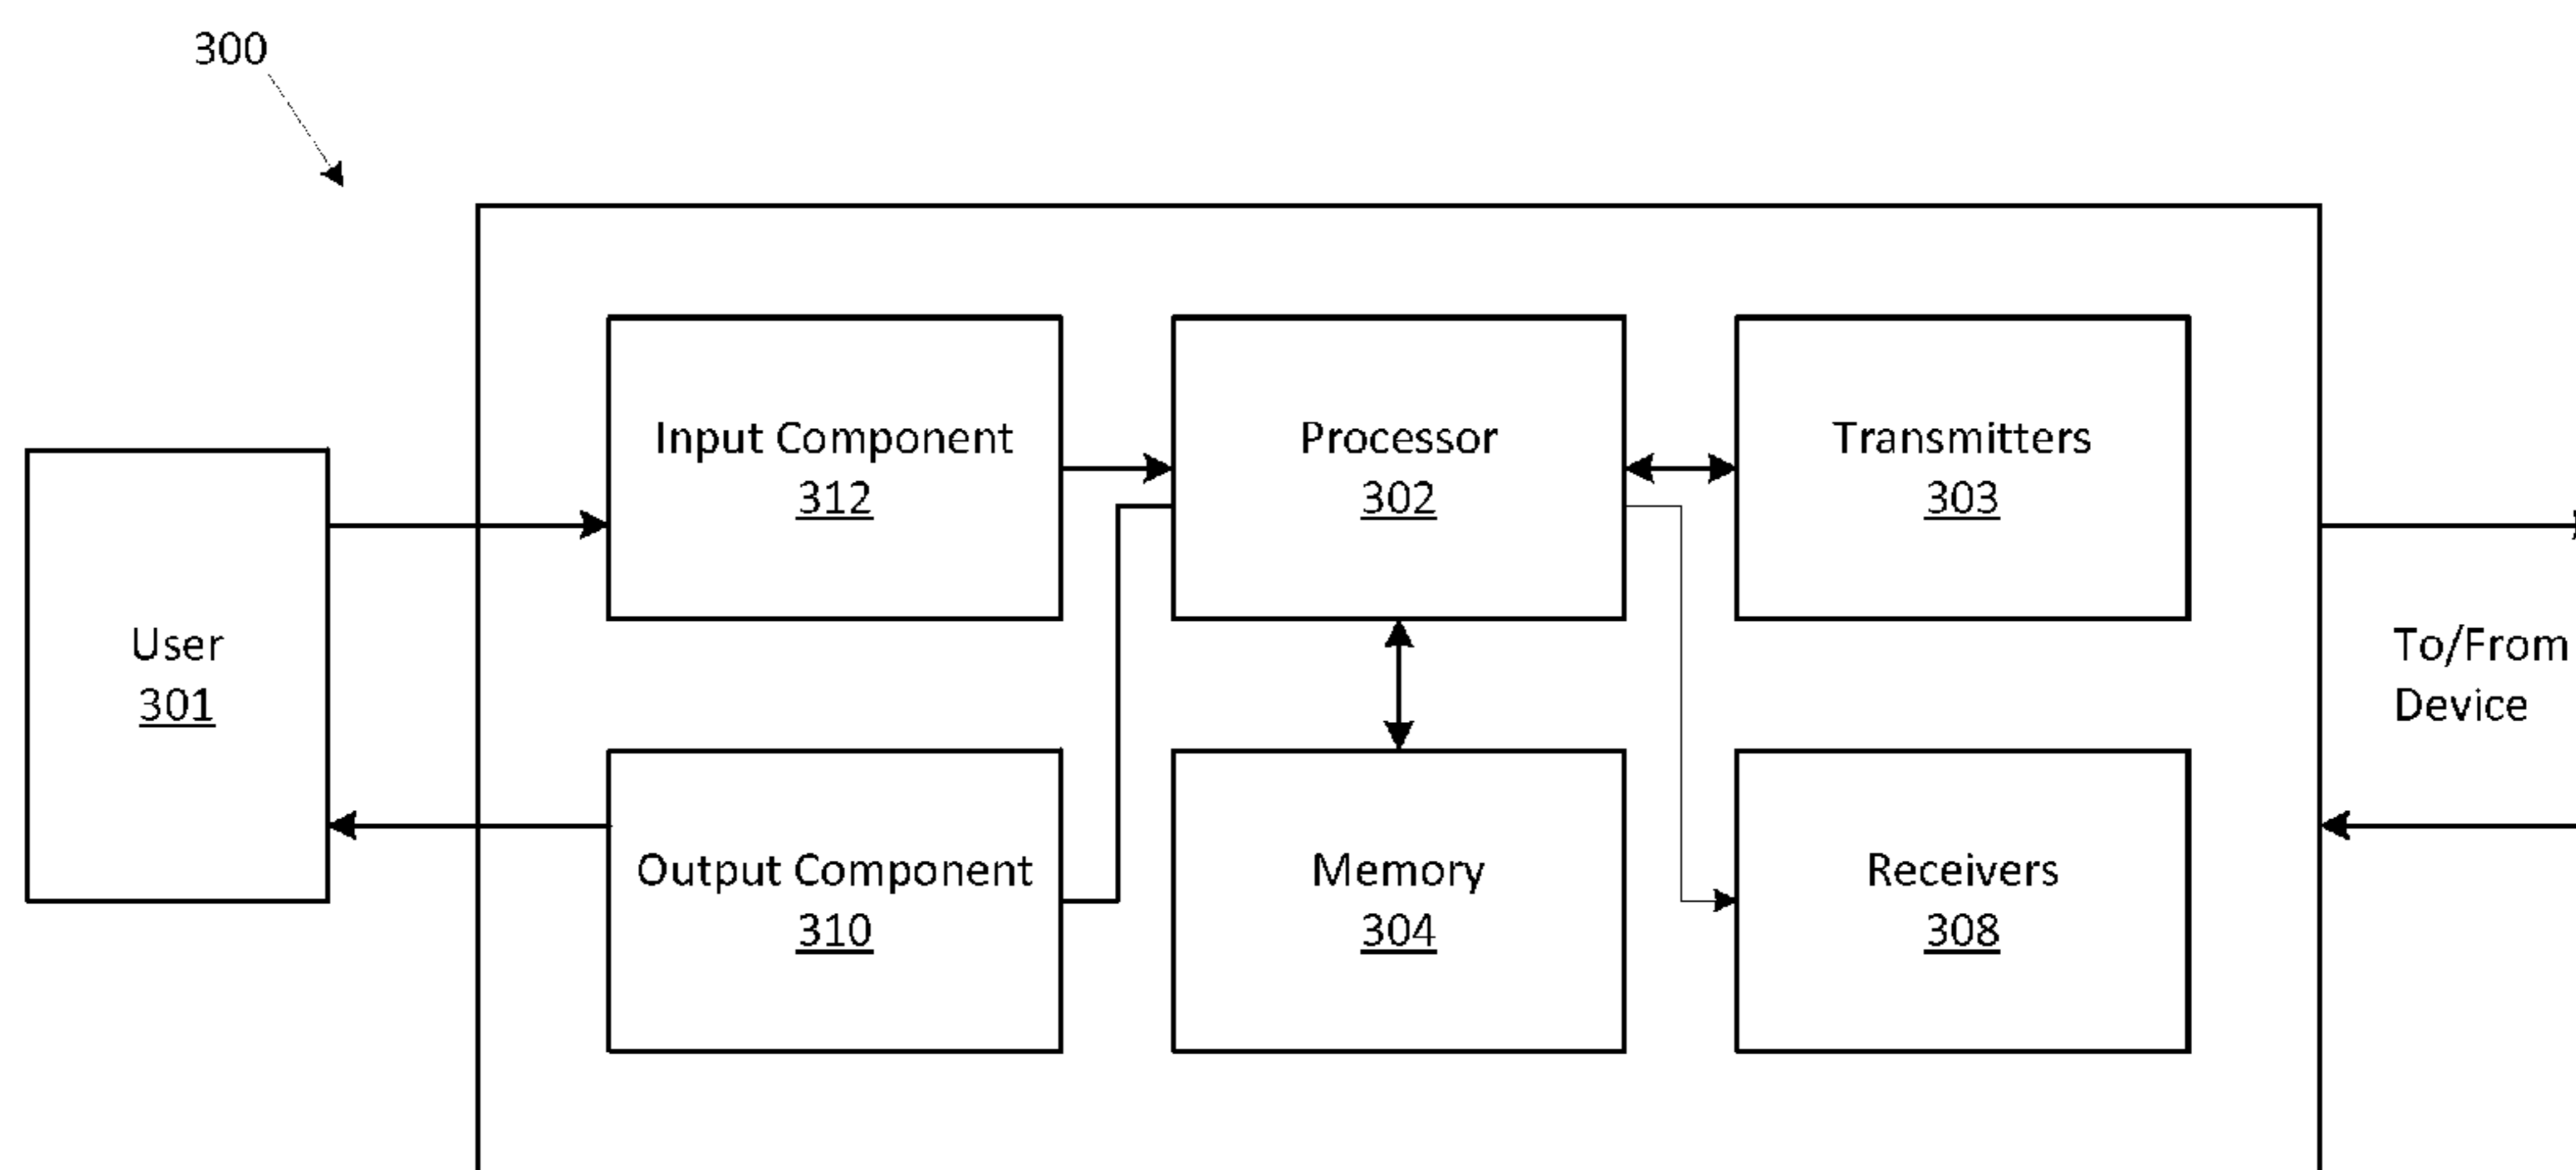 300
Input Component
312
Processor
302
Transmitters
303
User
301
To/From
Device
Output Component
310
Memory
304
Receivers
308